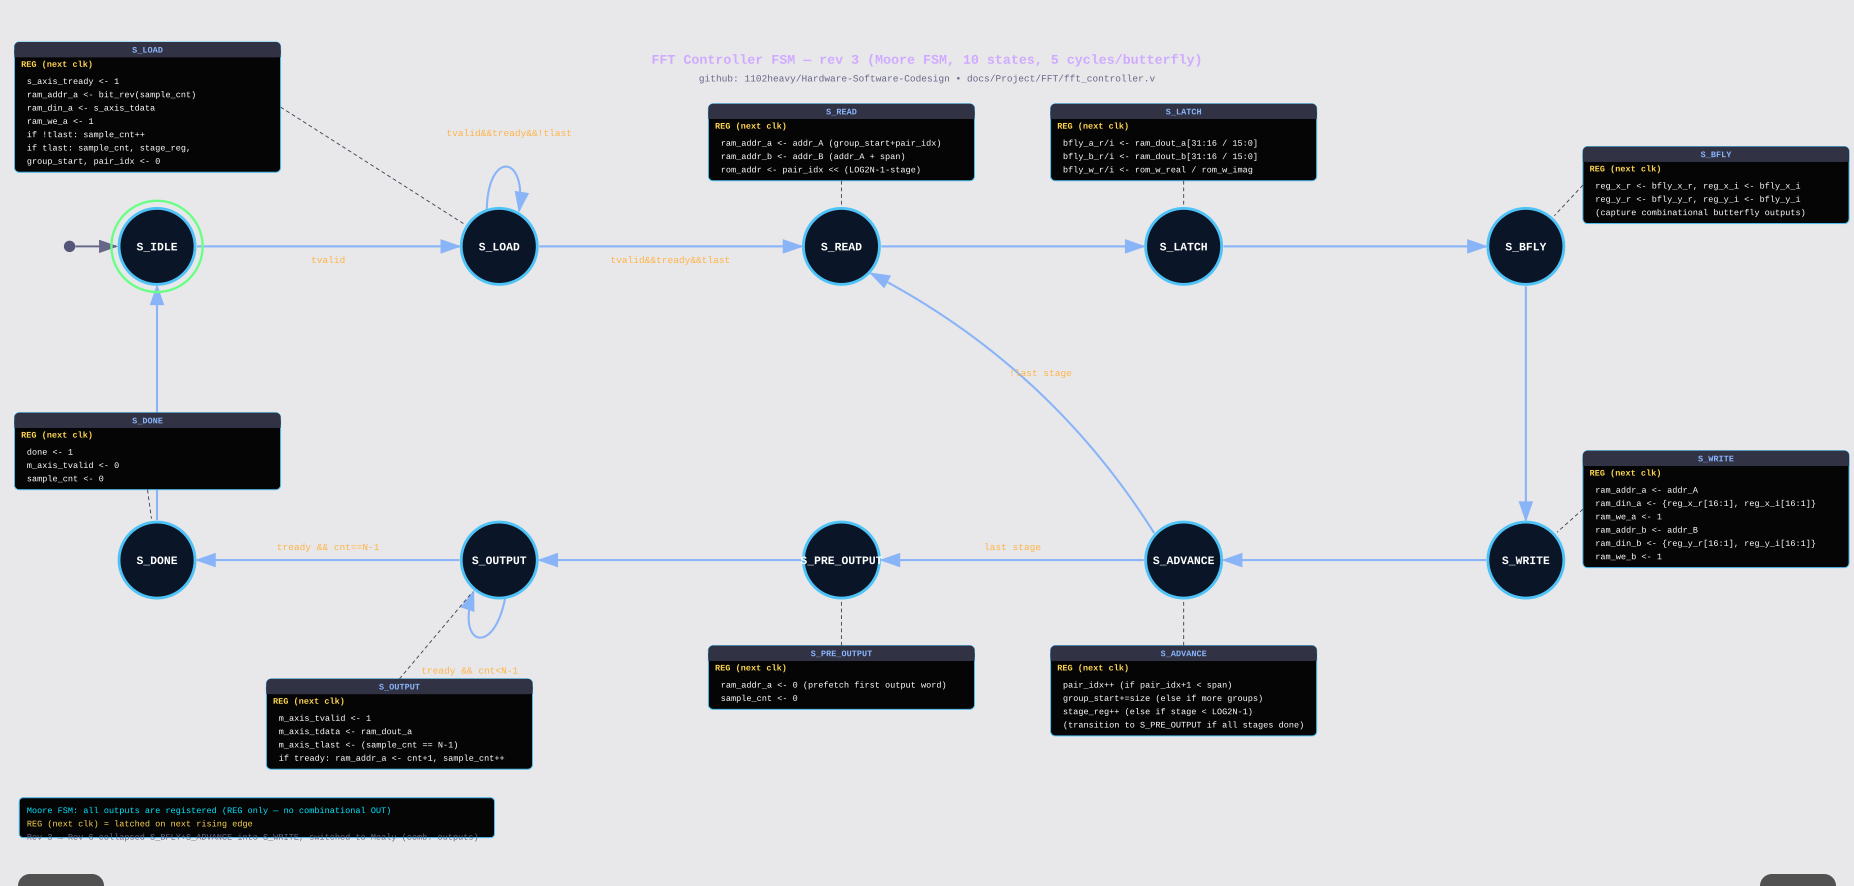 FFT Controller FSM — rev 3 (Moore FSM, 10 states, 5 cycles/butterfly)
github: 1102heavy/Hardware-Software-Codesign • docs/Project/FFT/fft_controller.v
S_LOAD
REG (next clk)
s_axis_tready <- 1
ram_addr_a <- bit_rev(sample_cnt)
ram_din_a <- s_axis_tdata
ram_we_a <- 1
if !tlast: sample_cnt++
if tlast: sample_cnt, stage_reg,
group_start, pair_idx <- 0
tvalid&&tready&&!tlast
S_READ
REG (next clk)
ram_addr_a <- addr_A (group_start+pair_idx)
ram_addr_b <- addr_B (addr_A + span)
rom_addr <- pair_idx << (LOG2N-1-stage)
S_LATCH
REG (next clk)
bfly_a_r/i <- ram_dout_a[31:16 / 15:0]
bfly_b_r/i <- ram_dout_b[31:16 / 15:0]
bfly_w_r/i <- rom_w_real / rom_w_imag
S_BFLY
REG (next clk)
reg_x_r <- bfly_x_r, reg_x_i <- bfly_x_i
reg_y_r <- bfly_y_r, reg_y_i <- bfly_y_i
(capture combinational butterfly outputs)
S_IDLE
S_LOAD
S_READ
S_LATCH
S_BFLY
tvalid
tvalid&&tready&&tlast
!last stage
S_DONE
REG (next clk)
done <- 1
m_axis_tvalid <- 0
sample_cnt <- 0
S_WRITE
REG (next clk)
ram_addr_a <- addr_A
ram_din_a <- {reg_x_r[16:1], reg_x_i[16:1]}
ram_we_a <- 1
ram_addr_b <- addr_B
ram_din_b <- {reg_y_r[16:1], reg_y_i[16:1]}
ram_we_b <- 1
tready && cnt==N-1
last stage
S_DONE
S_OUTPUT
S_PRE_OUTPUT
S_ADVANCE
S_WRITE
tready && cnt<N-1
S_OUTPUT
REG (next clk)
m_axis_tvalid <- 1
m_axis_tdata <- ram_dout_a
m_axis_tlast <- (sample_cnt == N-1)
if tready: ram_addr_a <- cnt+1, sample_cnt++
S_PRE_OUTPUT
REG (next clk)
ram_addr_a <- 0 (prefetch first output word)
sample_cnt <- 0
S_ADVANCE
REG (next clk)
pair_idx++ (if pair_idx+1 < span)
group_start+=size (else if more groups)
stage_reg++ (else if stage < LOG2N-1)
(transition to S_PRE_OUTPUT if all stages done)
Moore FSM: all outputs are registered (REG only — no combinational OUT)
REG (next clk) = latched on next rising edge
collapsed S_BFLY+S_ADVANCE into S_WRITE, switched to Mealy (comb. outputs)